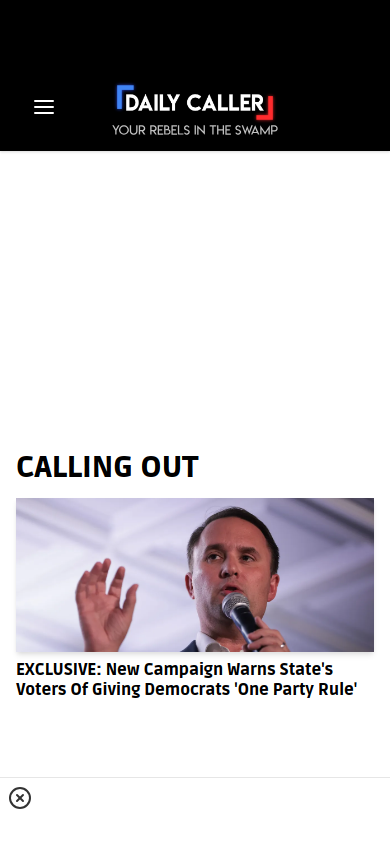 DAILY CALLER
YOUR REBELS IN THE SWAMP
CALLING OUT
EXCLUSIVE: New Campaign Warns State's
Voters Of Giving Democrats 'One Party Rule'